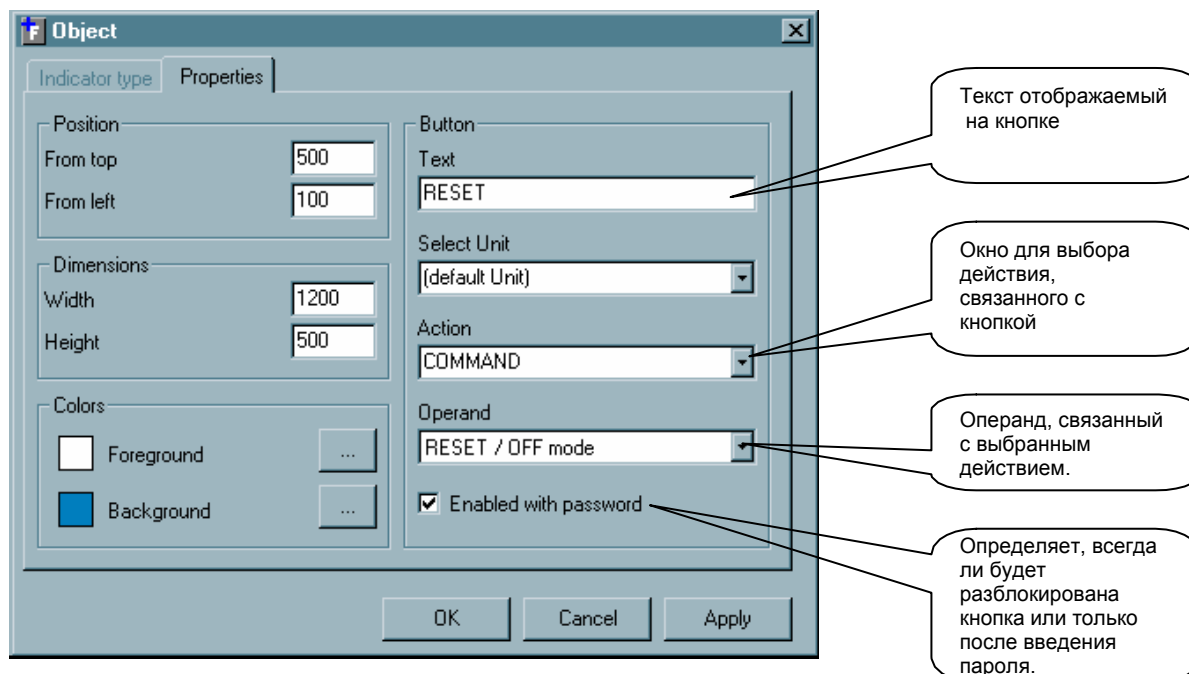 Object
Indicator type
Properties
Position
From top
500
From left
100
Dimensions
Width
1200
Height
500
Colors
Foreground
...
Background
...
Button
Text
RESET
Select Unit
(default Unit)
Action
COMMAND
Operand
RESET / OFF mode
Enabled with password
OK
Cancel
Apply
Текст отображаемый
на кнопке
Окно для выбора
действия,
связанного с
кнопкой
Операнд, связанный
с выбранным
действием.
Определяет, всегда
ли будет
разблокирована
кнопка или только
после введения
пароля.